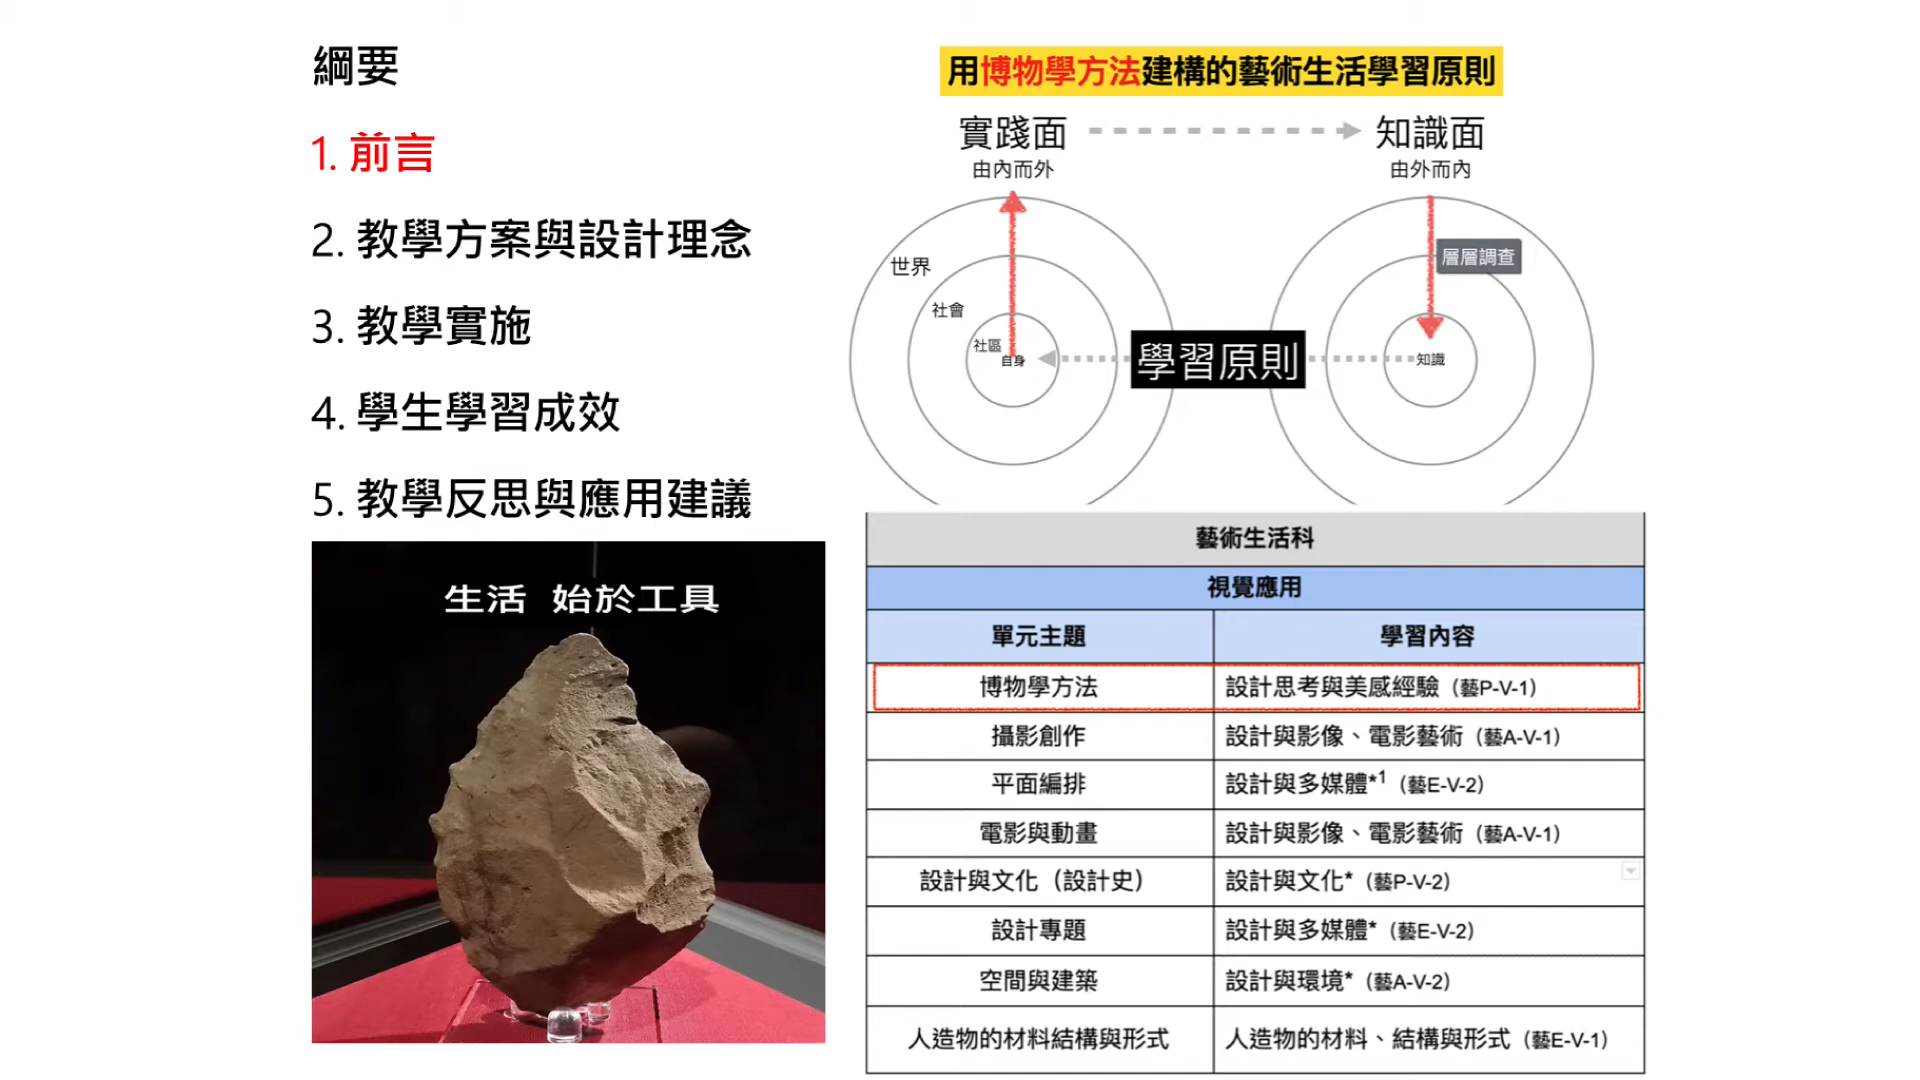 綱要
1. 前言
2. 教學方案與設計理念
3. 教學實施
4. 學生學習成效
5. 教學反思與應用建議
生活 始於工具
用博物學方法建構的藝術生活學習原則
實踐面 知識面
由內而外 由外而內
層層調查
世界
社會
社區
自身
學習原則
知識
藝術生活科
視覺應用
單元主題 學習內容
博物學方法 設計思考與美感經驗（藝P-V-1）
攝影創作 設計與影像、電影藝術（藝A-V-1）
平面編排 設計與多媒體*1（藝E-V-2）
電影與動畫 設計與影像、電影藝術（藝A-V-1）
設計與文化（設計史） 設計與文化*（藝P-V-2）
設計專題 設計與多媒體*（藝E-V-2）
空間與建築 設計與環境*（藝A-V-2）
人造物的材料結構與形式 人造物的材料、結構與形式（藝E-V-1）